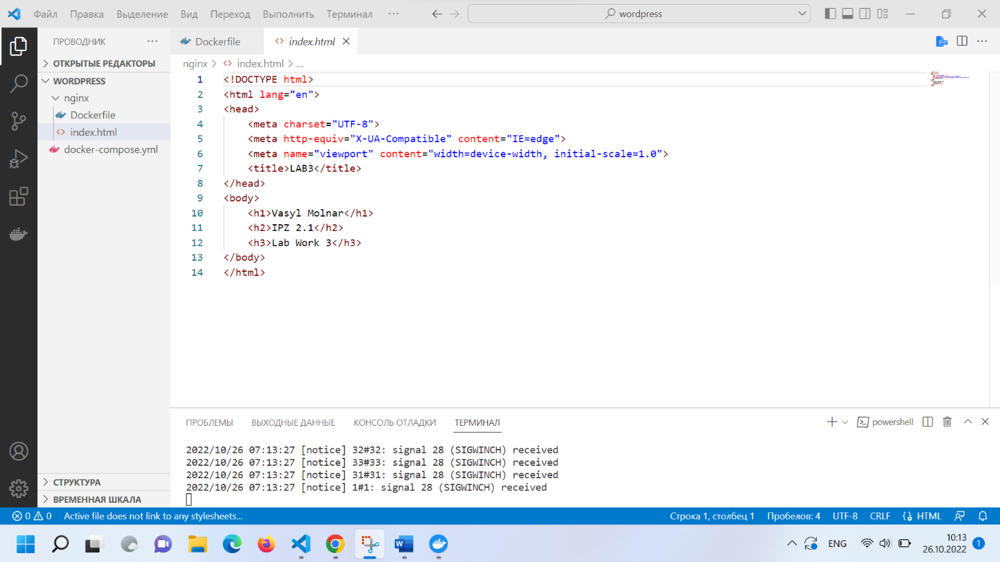 Файл Правка Выделение Вид Переход Выполнить Терминал ··· wordpress
ПРОВОДНИК ···
ОТКРЫТЫЕ РЕДАКТОРЫ
WORDPRESS
nginx
Dockerfile
index.html
docker-compose.yml
СТРУКТУРА
ВРЕМЕННАЯ ШКАЛА
Dockerfile index.html
nginx > <> index.html > ...
1 <!DOCTYPE html>
2 <html lang="en">
3 <head>
4 <meta charset="UTF-8">
5 <meta http-equiv="X-UA-Compatible" content="IE=edge">
6 <meta name="viewport" content="width=device-width, initial-scale=1.0">
7 <title>LAB3</title>
8 </head>
9 <body>
10 <h1>Vasyl Molnar</h1>
11 <h2>IPZ 2.1</h2>
12 <h3>Lab Work 3</h3>
13 </body>
14 </html>
ПРОБЛЕМЫ ВЫХОДНЫЕ ДАННЫЕ КОНСОЛЬ ОТЛАДКИ ТЕРМИНАЛ powershell
2022/10/26 07:13:27 [notice] 32#32: signal 28 (SIGWINCH) received
2022/10/26 07:13:27 [notice] 33#33: signal 28 (SIGWINCH) received
2022/10/26 07:13:27 [notice] 31#31: signal 28 (SIGWINCH) received
2022/10/26 07:13:27 [notice] 1#1: signal 28 (SIGWINCH) received
0 0 Active file does not link to any stylesheets... Строка 1, столбец 1 Пробелов: 4 UTF-8 CRLF HTML
ENG 10:13 1
26.10.2022